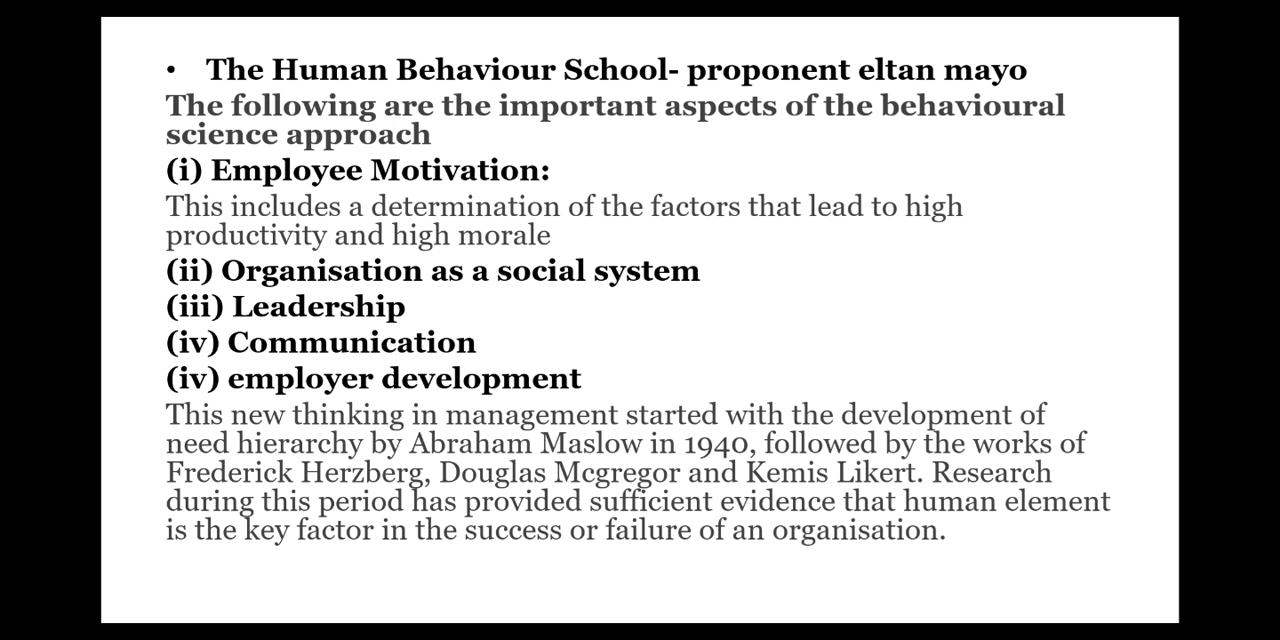 • The Human Behaviour School- proponent eltan mayo
The following are the important aspects of the behavioural
science approach
(i) Employee Motivation:
This includes a determination of the factors that lead to high
productivity and high morale
(ii) Organisation as a social system
(iii) Leadership
(iv) Communication
(iv) employer development
This new thinking in management started with the development of
need hierarchy by Abraham Maslow in 1940, followed by the works of
Frederick Herzberg, Douglas Mcgregor and Kemis Likert. Research
during this period has provided sufficient evidence that human element
is the key factor in the success or failure of an organisation.